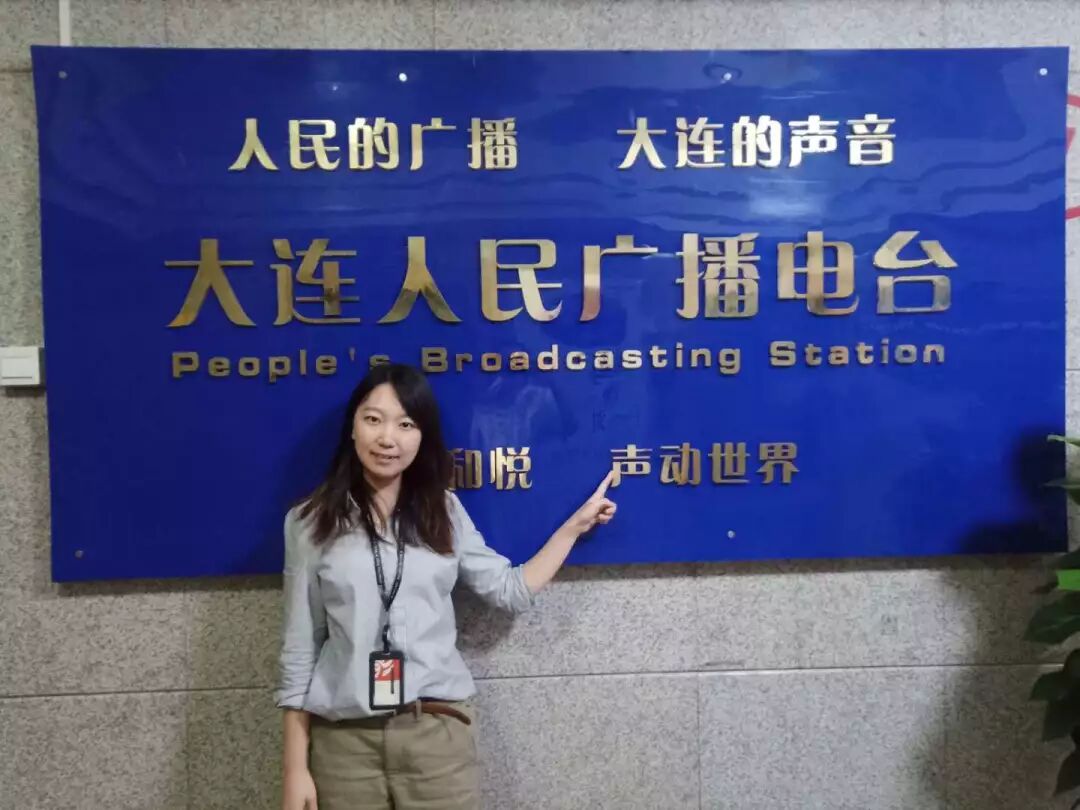 人民的广播 大连的声音
大连人民广播电台
People's Broadcasting Station
和悦 声动世界